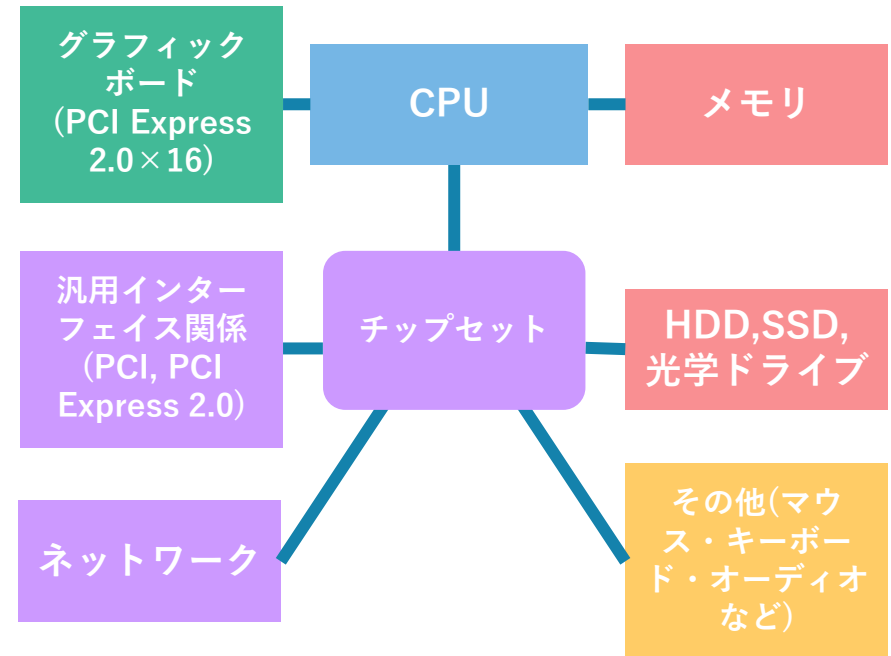 グラフィック
ボード
(PCI Express
2.0×16)
CPU
メモリ
汎用インター
フェイス関係
(PCI, PCI
Express 2.0)
チップセット
HDD,SSD,
光学ドライブ
ネットワーク
その他(マウ
ス・キーボー
ド・オーディオ
など)